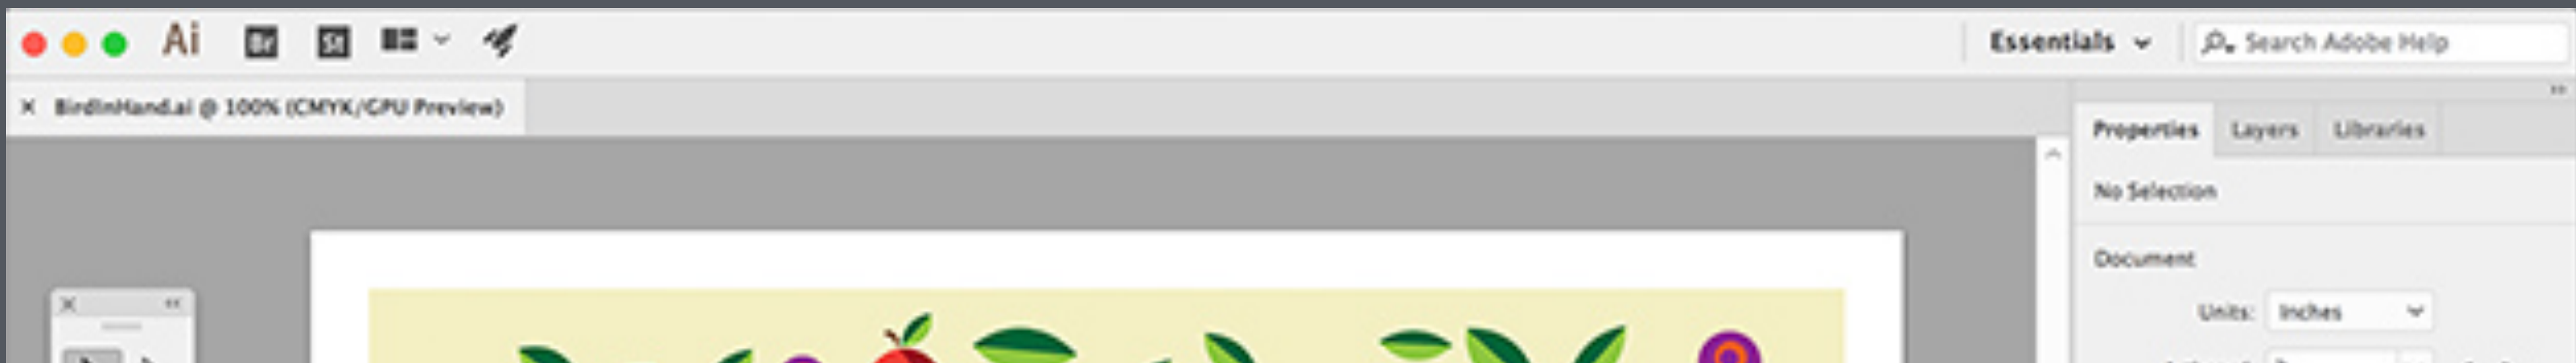 Ai Br St Essentials Search Adobe Help
BirdInHand.ai @ 100% (CMYK/GPU Preview)
Properties Layers Libraries
No Selection
Document
Units: Inches